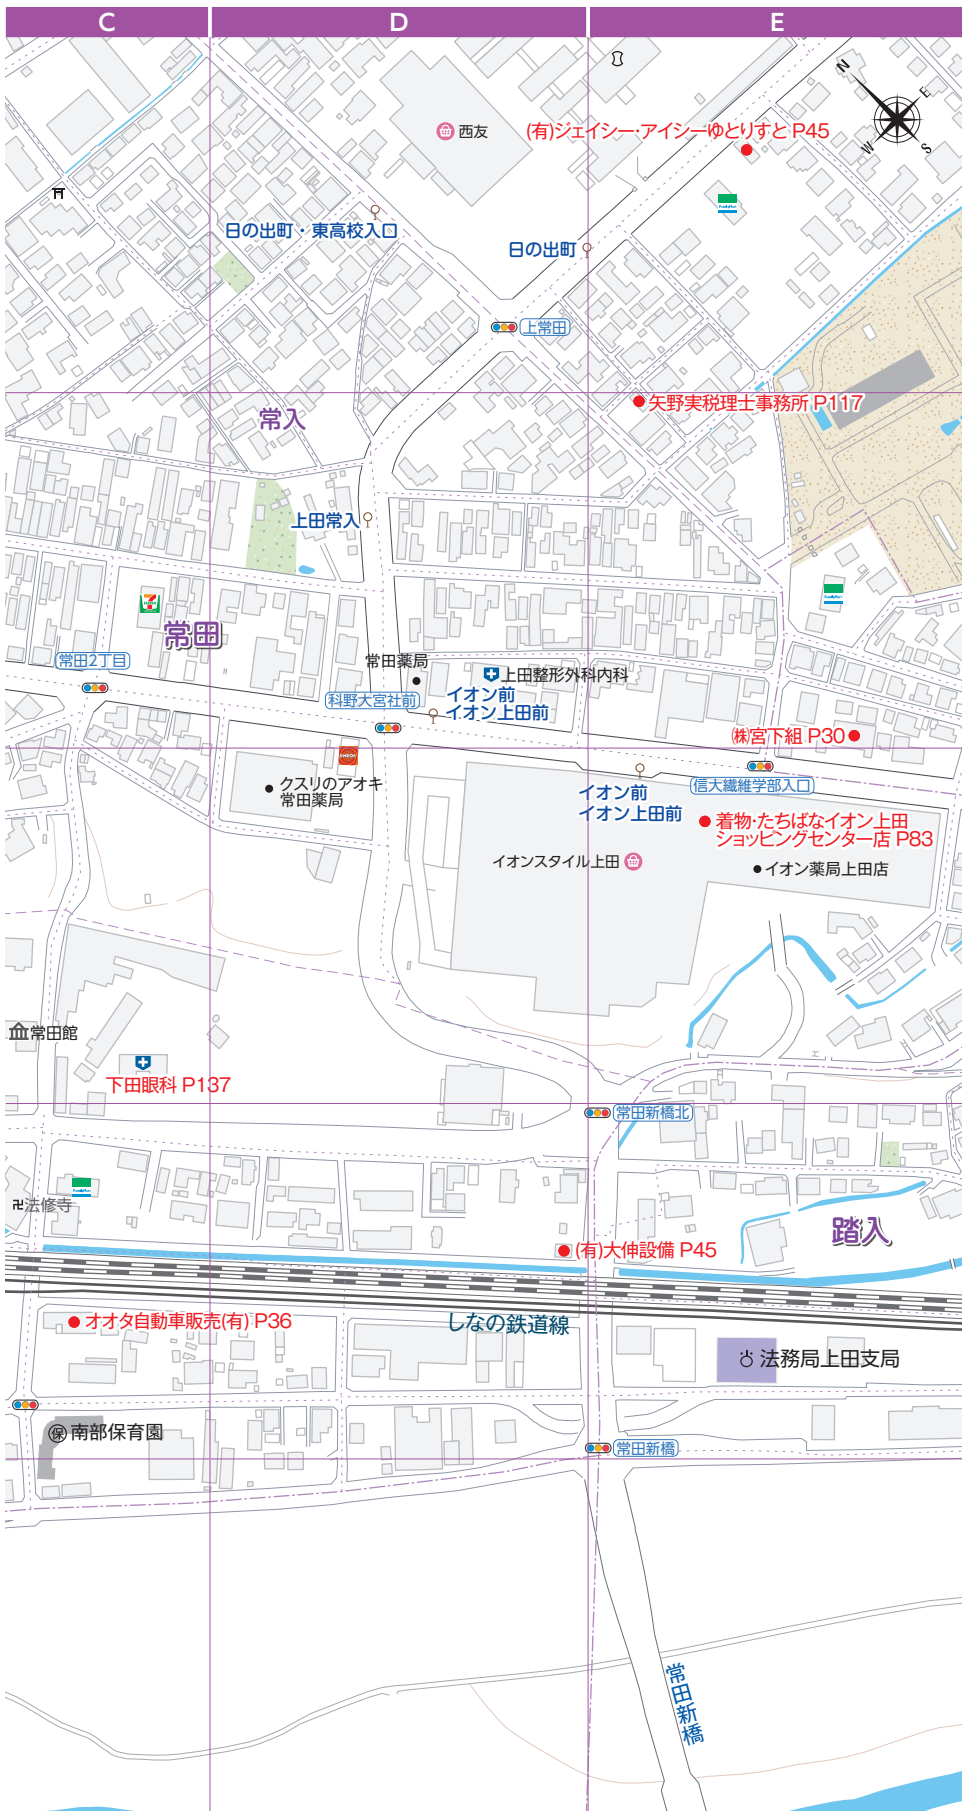 C
D
E
N
E
W
S
西友
(有)ジェイシー・アイシーゆとりすと P45
FamilyMart
日の出町・東高校入口
日の出町
上常田
常入
矢野実税理士事務所 P117
上田常入
FamilyMart
常田
常田2丁目
常田薬局
上田整形外科内科
科野大宮社前
イオン前
イオン上田前
㈱宮下組 P30
ENEOS
クスリのアオキ
常田薬局
イオン前
イオン上田前
信大繊維学部入口
着物・たちばなイオン上田
ショッピングセンター店 P83
イオンスタイル上田
イオン薬局上田店
常田館
下田眼科 P137
常田新橋北
FamilyMart
卍法修寺
踏入
(有)大伸設備 P45
オオタ自動車販売(有) P36
しなの鉄道線
法務局上田支局
保
南部保育園
常田新橋
常田新橋